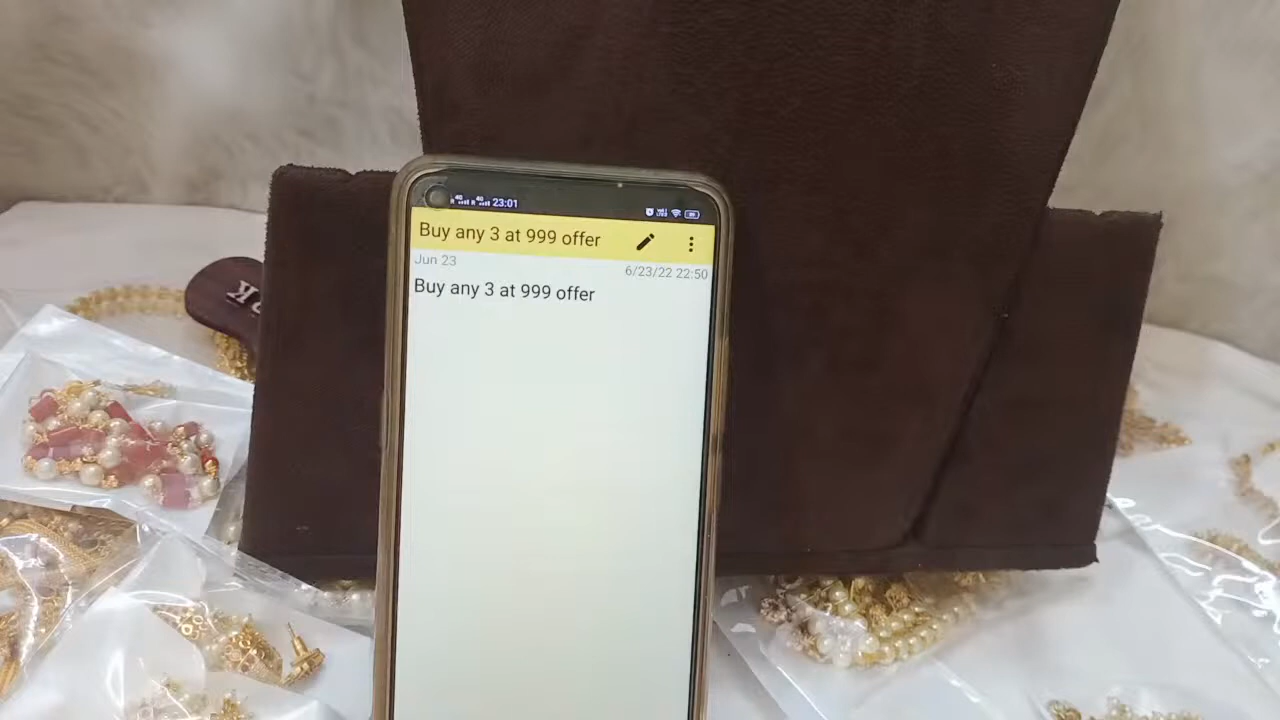 23:01
Buy any 3 at 999 offer
Jun 23
6/23/22 22:50
Buy any 3 at 999 offer